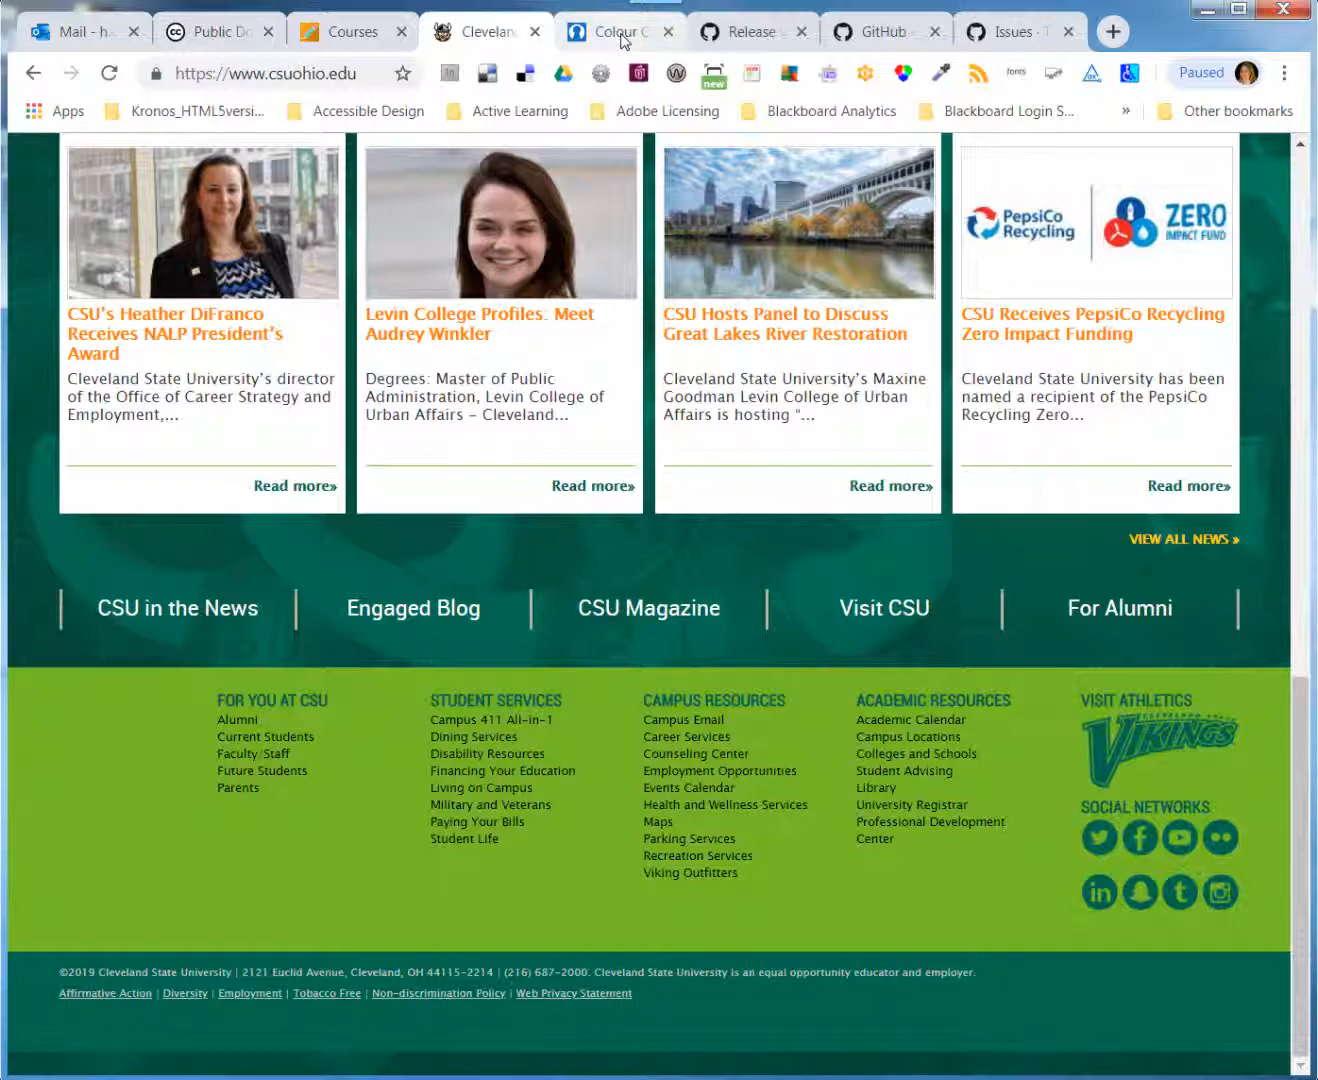 Mail - h
Public Do
Courses
Clevelan
Colour C
Release
GitHub
Issues - T
https://www.csuohio.edu
new
fonts
Paused
Apps
Kronos_HTML5versi...
Accessible Design
Active Learning
Adobe Licensing
Blackboard Analytics
Blackboard Login S...
»
Other bookmarks
PepsiCo Recycling
ZERO IMPACT FUND
CSU's Heather DiFranco
Receives NALP President's
Award
Cleveland State University's director
of the Office of Career Strategy and
Employment,...
Read more»
Levin College Profiles: Meet
Audrey Winkler
Degrees: Master of Public
Administration, Levin College of
Urban Affairs – Cleveland...
Read more»
CSU Hosts Panel to Discuss
Great Lakes River Restoration
Cleveland State University's Maxine
Goodman Levin College of Urban
Affairs is hosting "...
Read more»
CSU Receives PepsiCo Recycling
Zero Impact Funding
Cleveland State University has been
named a recipient of the PepsiCo
Recycling Zero...
Read more»
VIEW ALL NEWS »
CSU in the News
Engaged Blog
CSU Magazine
Visit CSU
For Alumni
FOR YOU AT CSU
Alumni
Current Students
Faculty/Staff
Future Students
Parents
STUDENT SERVICES
Campus 411 All-in-1
Dining Services
Disability Resources
Financing Your Education
Living on Campus
Military and Veterans
Paying Your Bills
Student Life
CAMPUS RESOURCES
Campus Email
Career Services
Counseling Center
Employment Opportunities
Events Calendar
Health and Wellness Services
Maps
Parking Services
Recreation Services
Viking Outfitters
ACADEMIC RESOURCES
Academic Calendar
Campus Locations
Colleges and Schools
Student Advising
Library
University Registrar
Professional Development
Center
VISIT ATHLETICS
VIKINGS
SOCIAL NETWORKS
©2019 Cleveland State University | 2121 Euclid Avenue, Cleveland, OH 44115-2214 | (216) 687-2000. Cleveland State University is an equal opportunity educator and employer.
Affirmative Action | Diversity | Employment | Tobacco Free | Non-discrimination Policy | Web Privacy Statement